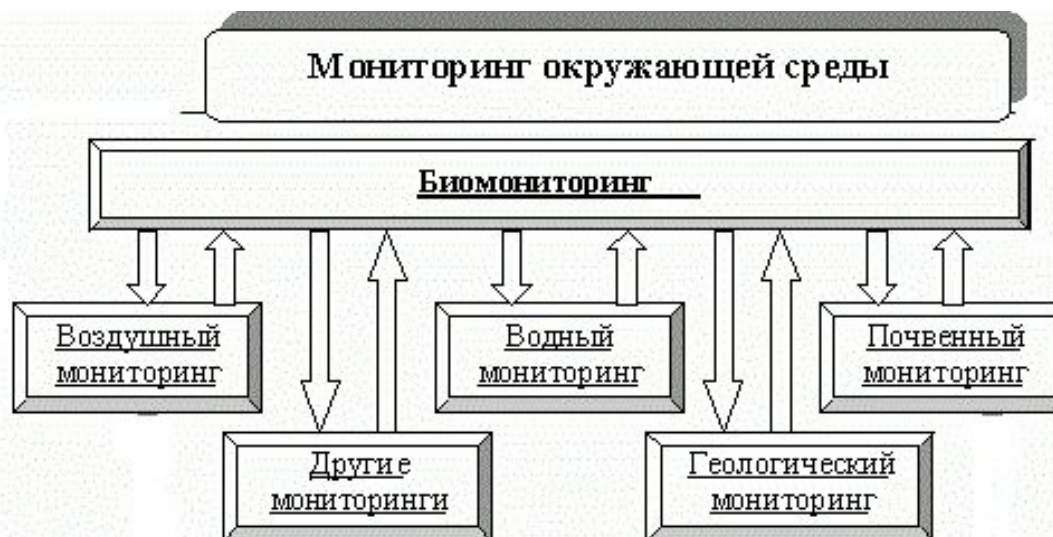 Мониторинг окружающей среды
Биомониторинг
Воздушный
мониторинг
Водный
мониторинг
Почвенный
мониторинг
Другие
мониторинги
Геологический
мониторинг